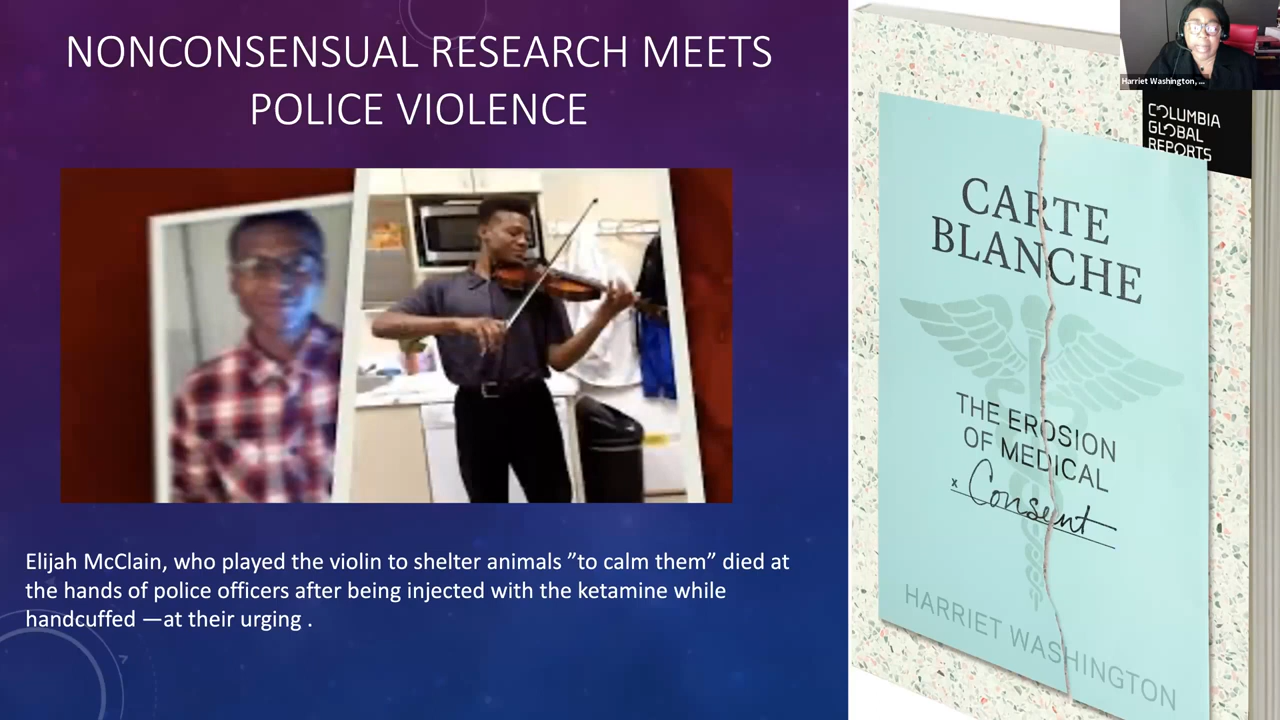 NONCONSENSUAL RESEARCH MEETS
POLICE VIOLENCE
Elijah McClain, who played the violin to shelter animals ”to calm them” died at
the hands of police officers after being injected with the ketamine while
handcuffed —at their urging .
Harriet Washington, ...
COLUMBIA
GLOBAL
REPORTS
CARTE
BLANCHE
THE EROSION
OF MEDICAL
x Consent
HARRIET WASHINGTON